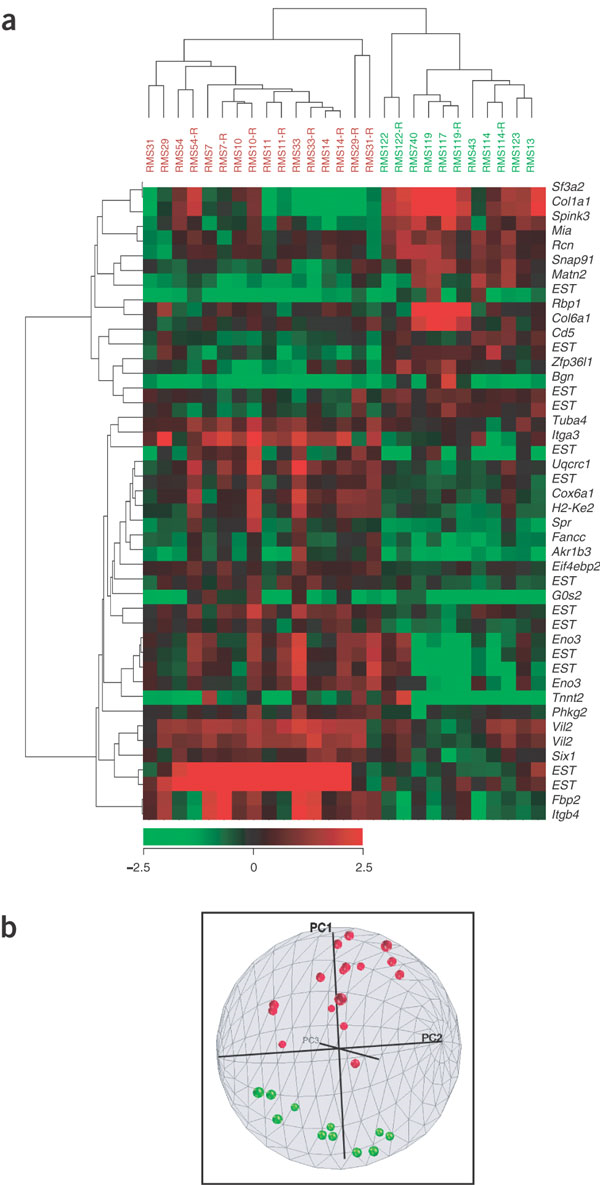 a
RMS31
RMS29
RMS54
RMS54-R
RMS7
RMS7-R
RMS10
RMS10-R
RMS11
RMS11-R
RMS33
RMS33-R
RMS14
RMS14-R
RMS29-R
RMS31-R
RMS122
RMS122-R
RMS740
RMS119
RMS117
RMS119-R
RMS43
RMS114
RMS114-R
RMS123
RMS13
Sf3a2
Col1a1
Spink3
Mia
Rcn
Snap91
Matn2
EST
Rbp1
Col6a1
Cd5
EST
Zfp36l1
Bgn
EST
EST
Tuba4
Itga3
EST
Uqcrc1
EST
Cox6a1
H2-Ke2
Spr
Fancc
Akr1b3
Eif4ebp2
EST
G0s2
EST
EST
Eno3
EST
EST
Eno3
Tnnt2
Phkg2
Vil2
Vil2
Six1
EST
EST
Fbp2
Itgb4
−2.5 0 2.5
b
PC1
PC3
PC2